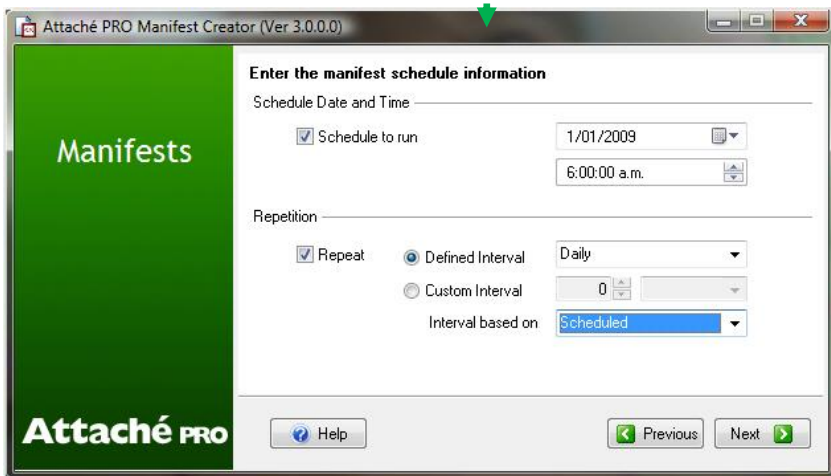 Attaché PRO Manifest Creator (Ver 3.0.0.0)
Manifests
Enter the manifest schedule information
Schedule Date and Time
Schedule to run
1/01/2009
6:00:00 a.m.
Repetition
Repeat
Defined Interval
Daily
Custom Interval
0
Interval based on
Scheduled
Attaché PRO
Help
Previous
Next